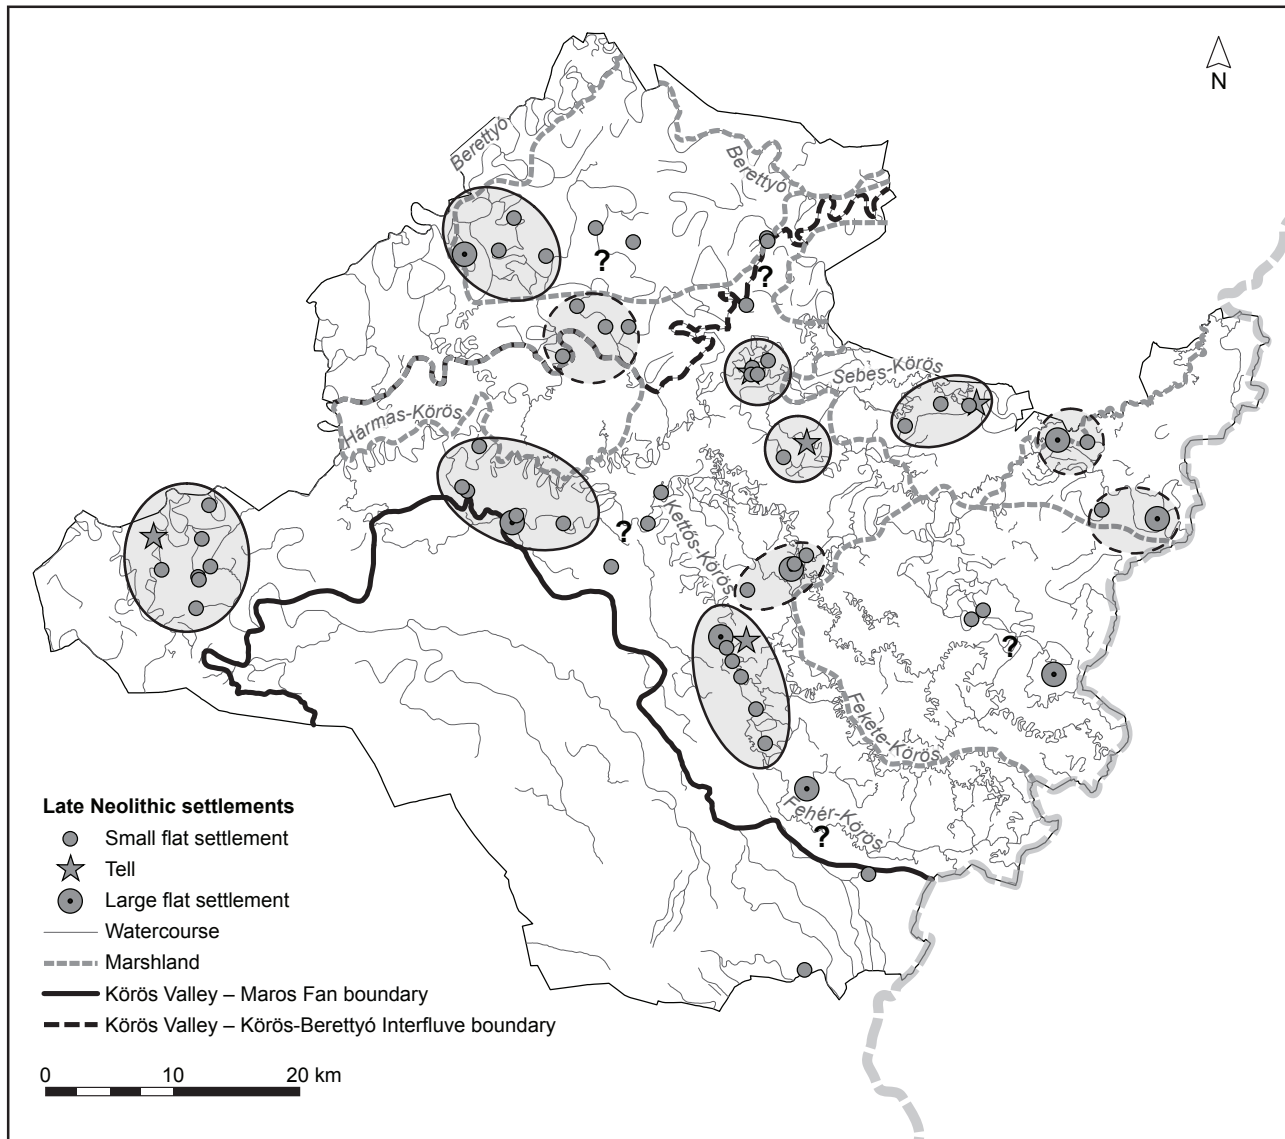 N
Berettyó
Berettyó
?
?
Sebes-Körös
Hármas-Körös
?
Kettős-Körös
?
Fekete-Körös
Fehér-Körös
?
Late Neolithic settlements
Small flat settlement
Tell
Large flat settlement
Watercourse
Marshland
Körös Valley – Maros Fan boundary
Körös Valley – Körös-Berettyó Interfluve boundary
0 10 20 km